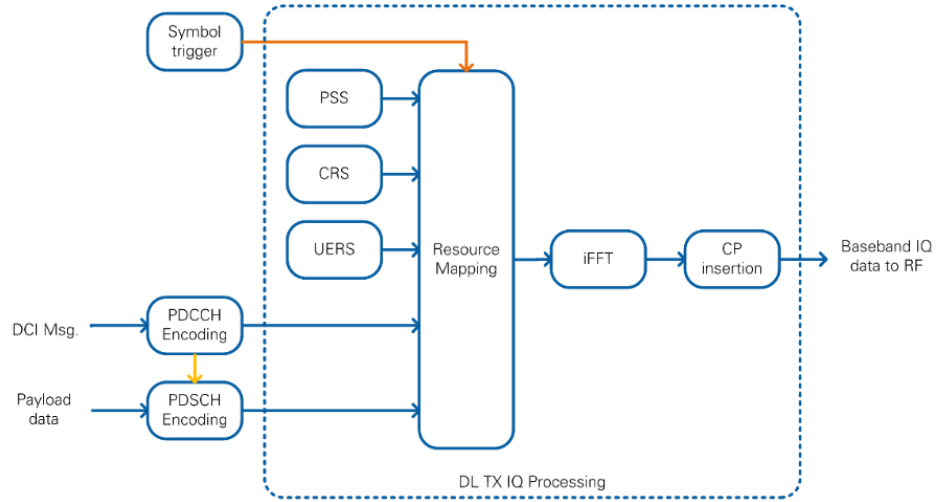 Symbol
trigger
PSS
CRS
UERS
Resource
Mapping
iFFT
CP
insertion
Baseband IQ
data to RF
DCI Msg.
PDCCH
Encoding
Payload
data
PDSCH
Encoding
DL TX IQ Processing